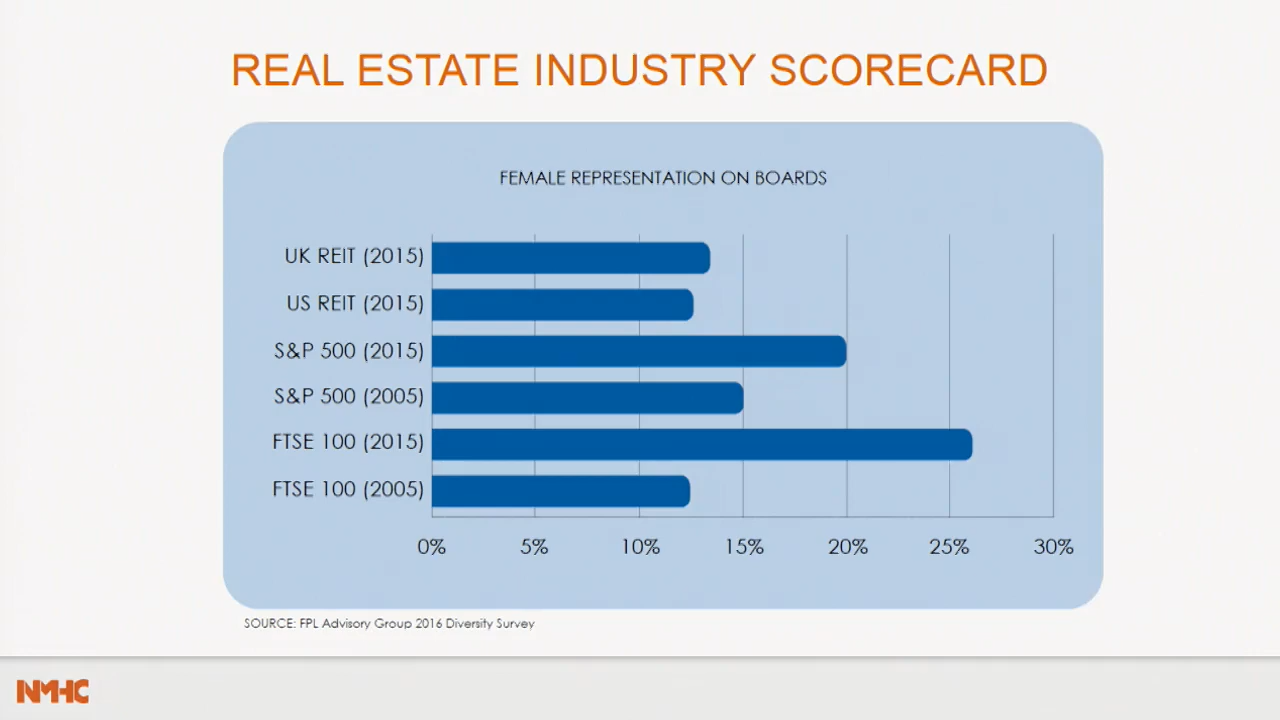 REAL ESTATE INDUSTRY SCORECARD
FEMALE REPRESENTATION ON BOARDS
UK REIT (2015)
US REIT (2015)
S&P 500 (2015)
S&P 500 (2005)
FTSE 100 (2015)
FTSE 100 (2005)
0% 5% 10% 15% 20% 25% 30%
SOURCE: FPL Advisory Group 2016 Diversity Survey
NMHC